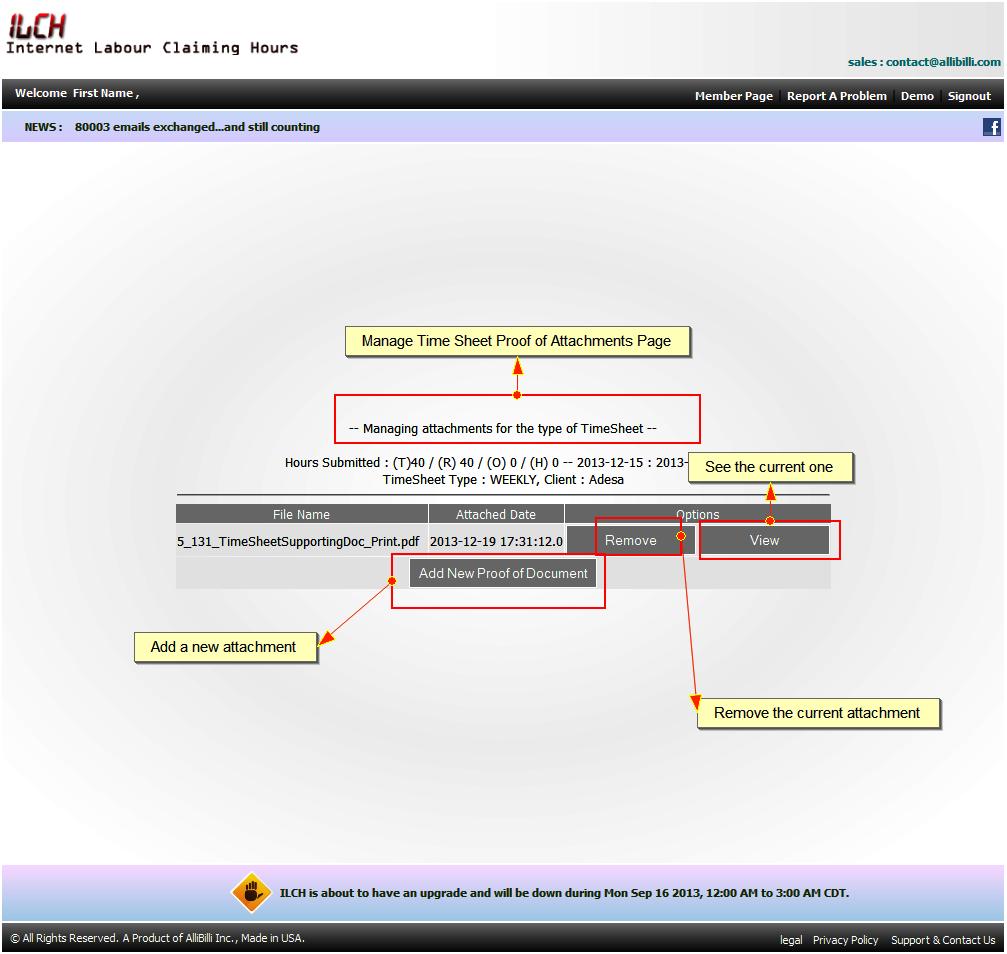 ILCH
Internet Labour Claiming Hours
sales : contact@allibilli.com
Welcome First Name ,
Member Page Report A Problem Demo Signout
NEWS : 80003 emails exchanged...and still counting
f
Manage Time Sheet Proof of Attachments Page
-- Managing attachments for the type of TimeSheet --
Hours Submitted : (T)40 / (R) 40 / (O) 0 / (H) 0 -- 2013-12-15 : 2013-
See the current one
TimeSheet Type : WEEKLY, Client : Adesa
File Name Attached Date Options
5_131_TimeSheetSupportingDoc_Print.pdf 2013-12-19 17:31:12.0 Remove View
Add New Proof of Document
Add a new attachment
Remove the current attachment
ILCH is about to have an upgrade and will be down during Mon Sep 16 2013, 12:00 AM to 3:00 AM CDT.
© All Rights Reserved. A Product of AlliBilli Inc., Made in USA.
legal Privacy Policy Support & Contact Us